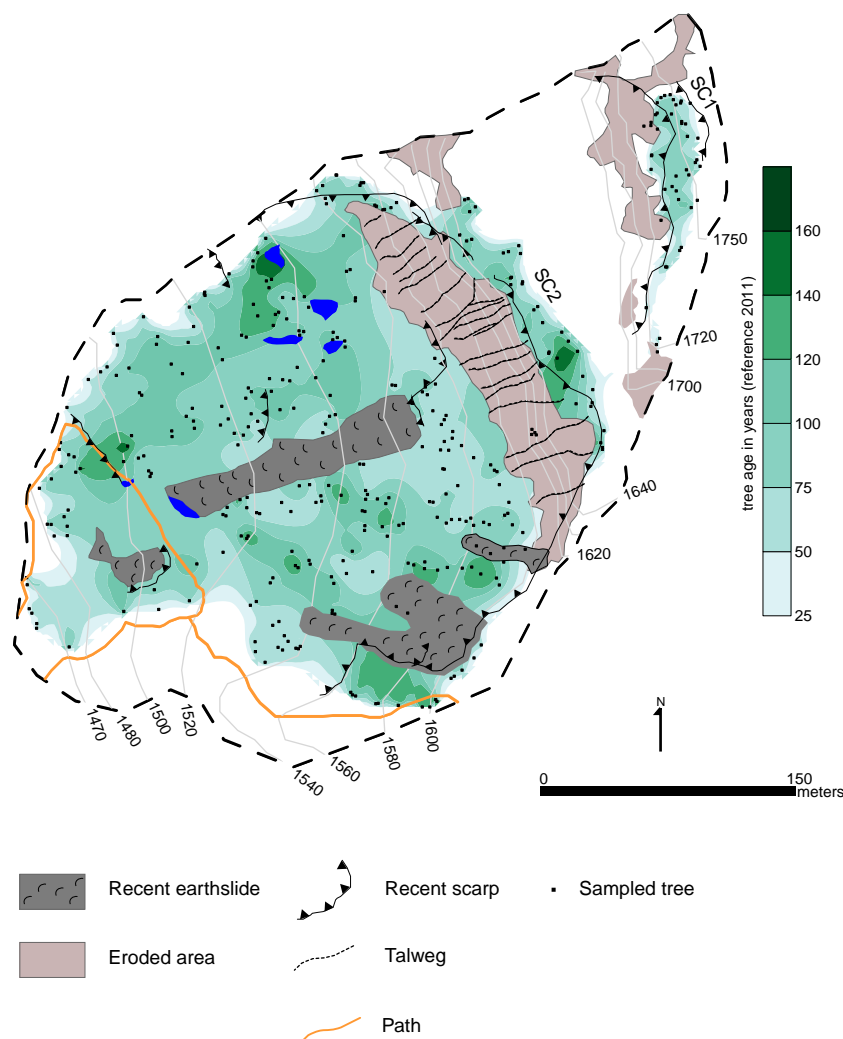 SC1
SC2
1750
1720
1700
1640
1620
160
140
120
100
75
50
25
tree age in years (reference 2011)
1470
1480
1500
1520
1540
1560
1580
1600
N
0 150
meters
Recent earthslide
Recent scarp
Sampled tree
Eroded area
Talweg
Path